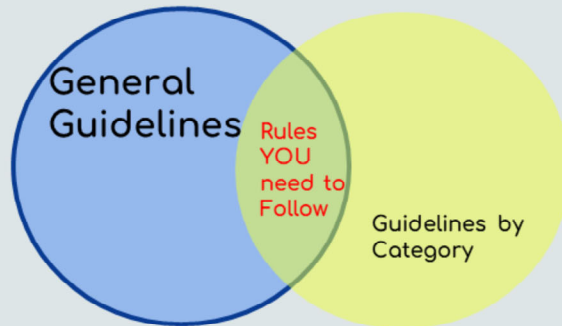 General
Guidelines
Rules
YOU
need to
Follow
Guidelines by
Category